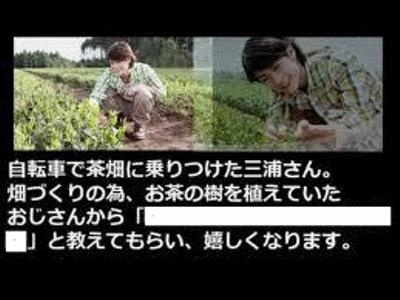 自転車で茶畑に乗りつけた三浦さん。
畑づくりの為、お茶の樹を植えていた
おじさんから「
」と教えてもらい、嬉しくなります。